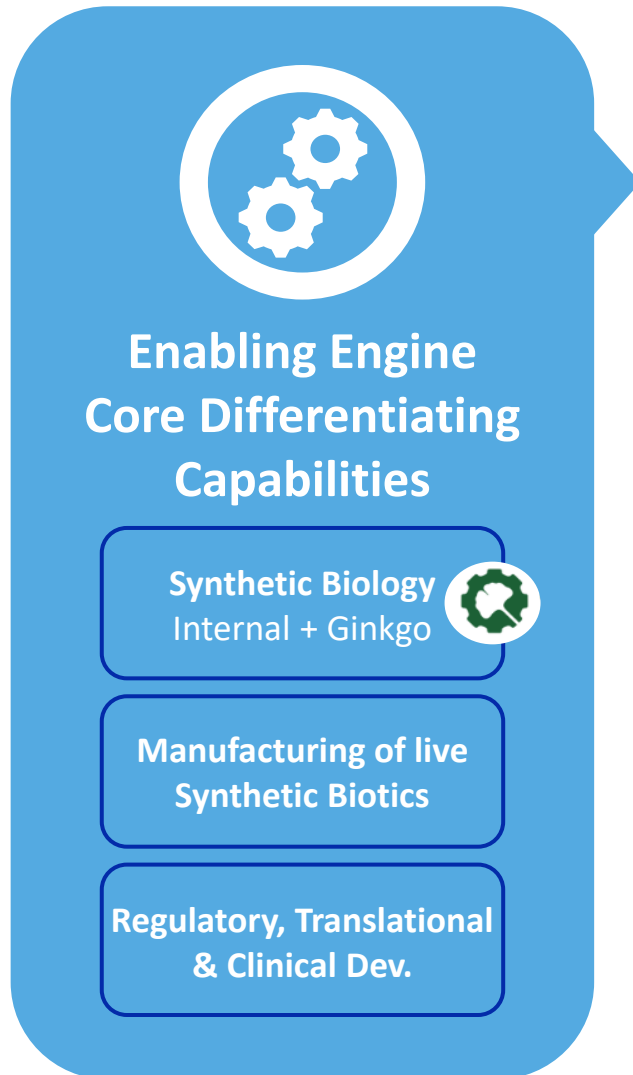 Enabling Engine
Core Differentiating
Capabilities
Synthetic Biology
Internal + Ginkgo
Manufacturing of live
Synthetic Biotics
Regulatory, Translational
& Clinical Dev.